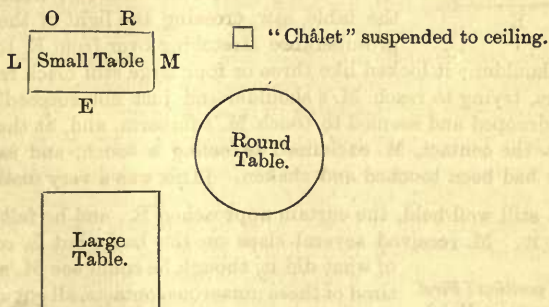 O R
L Small Table M
E
“Châlet” suspended to ceiling.
Round
Table.
Large
Table.